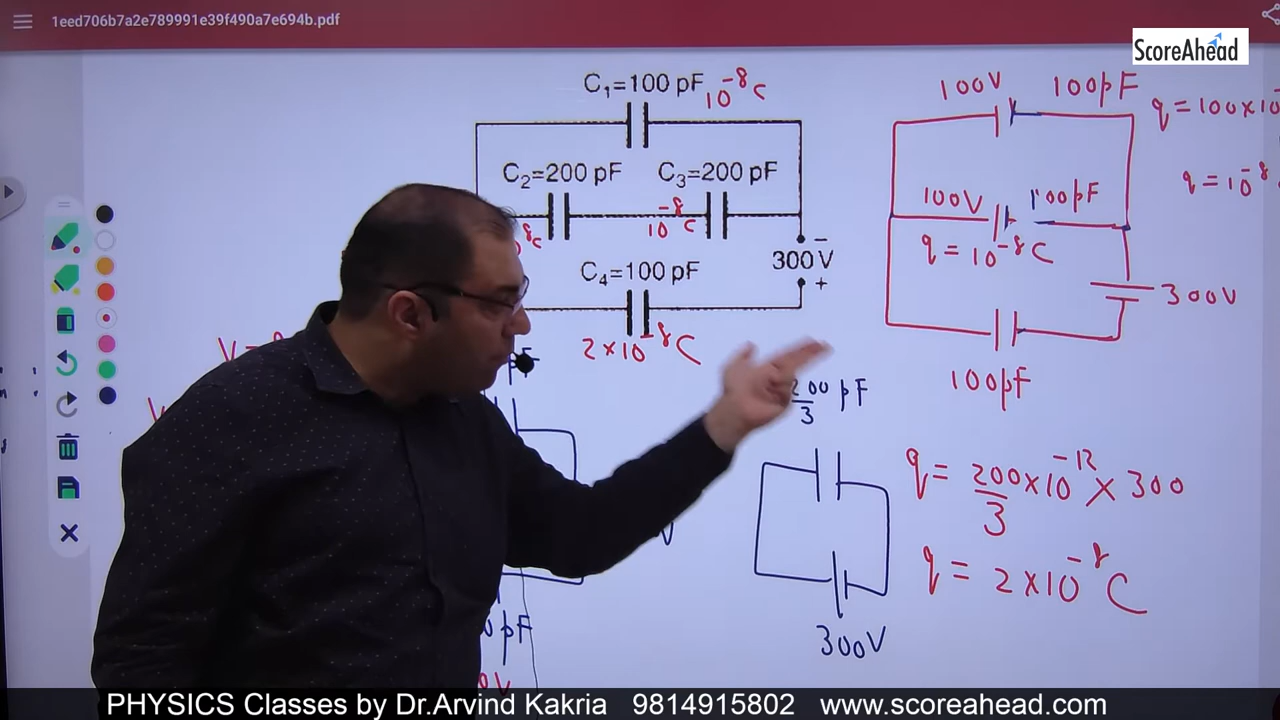 1eed706b7a2e789991e39f490a7e694b.pdf
ScoreAhead
C₁=100 pF
10⁻⁸C
C₂=200 pF
C₃=200 pF
⁸C
10⁻⁸C
300 V
−
+
C₄=100 pF
2×10⁻⁸C
100V
100pF
q=100×10
q=10⁻⁸
100V
100pF
q=10⁻⁸C
300V
100pF
V=
pF
200/3 pF
300V
q= 200/3 ×10⁻¹² × 300
q= 2×10⁻⁸C
pF
PHYSICS Classes by Dr.Arvind Kakria 9814915802 www.scoreahead.com